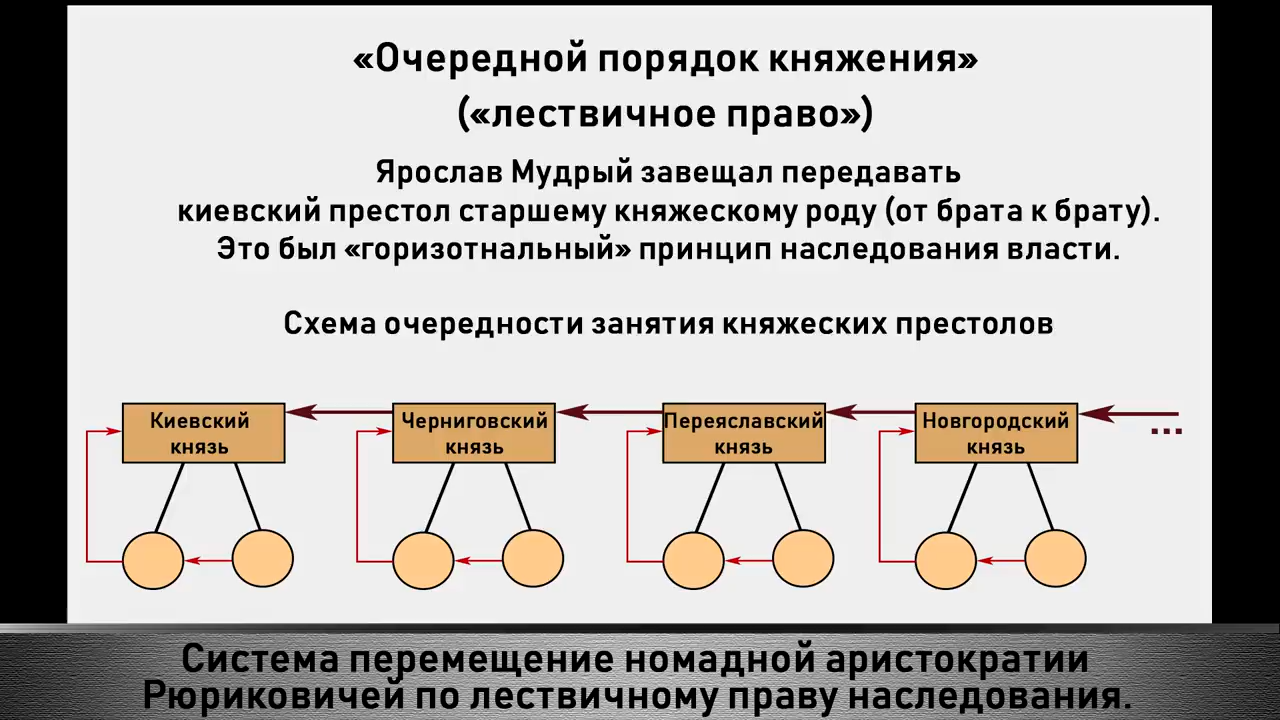 «Очередной порядок княжения»
(«лествичное право»)
Ярослав Мудрый завещал передавать
киевский престол старшему княжескому роду (от брата к брату).
Это был «горизотнальный» принцип наследования власти.
Схема очередности занятия княжеских престолов
Киевский
князь
Черниговский
князь
Переяславский
князь
Новгородский
князь
...
Система перемещение номадной аристократии
Рюриковичей по лествичному праву наследования.